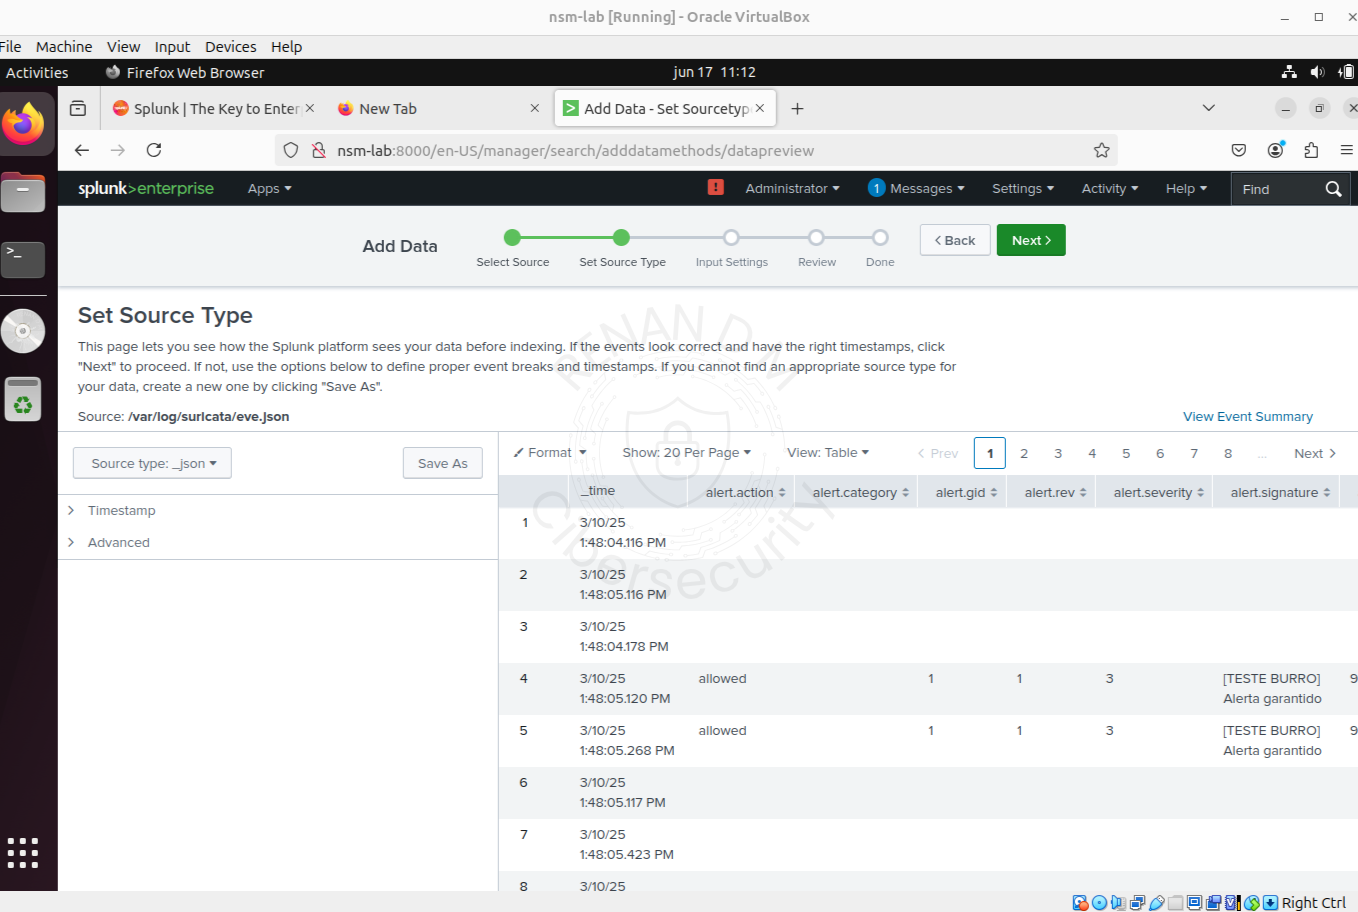 nsm-lab [Running] - Oracle VirtualBox
File Machine View Input Devices Help
Activities Firefox Web Browser jun 17 11:12
Splunk | The Key to Enter New Tab Add Data - Set Sourcetyp
nsm-lab:8000/en-US/manager/search/adddatamethods/datapreview
splunk>enterprise Apps Administrator 1 Messages Settings Activity Help Find
Add Data Select Source Set Source Type Input Settings Review Done < Back Next >
Set Source Type
This page lets you see how the Splunk platform sees your data before indexing. If the events look correct and have the right timestamps, click
"Next" to proceed. If not, use the options below to define proper event breaks and timestamps. If you cannot find an appropriate source type for
your data, create a new one by clicking "Save As".
Source: /var/log/suricata/eve.json View Event Summary
Source type: _json Save As
Timestamp
Advanced
Format Show: 20 Per Page View: Table < Prev 1 2 3 4 5 6 7 8 ... Next >
_time alert.action alert.category alert.gid alert.rev alert.severity alert.signature
1 3/10/25
1:48:04.116 PM
2 3/10/25
1:48:05.116 PM
3 3/10/25
1:48:04.178 PM
4 3/10/25 allowed 1 1 3 [TESTE BURRO] 9
1:48:05.120 PM Alerta garantido
5 3/10/25 allowed 1 1 3 [TESTE BURRO] 9
1:48:05.268 PM Alerta garantido
6 3/10/25
1:48:05.117 PM
7 3/10/25
1:48:05.423 PM
8 3/10/25
RENAN D.M
Cibersecurity
Right Ctrl